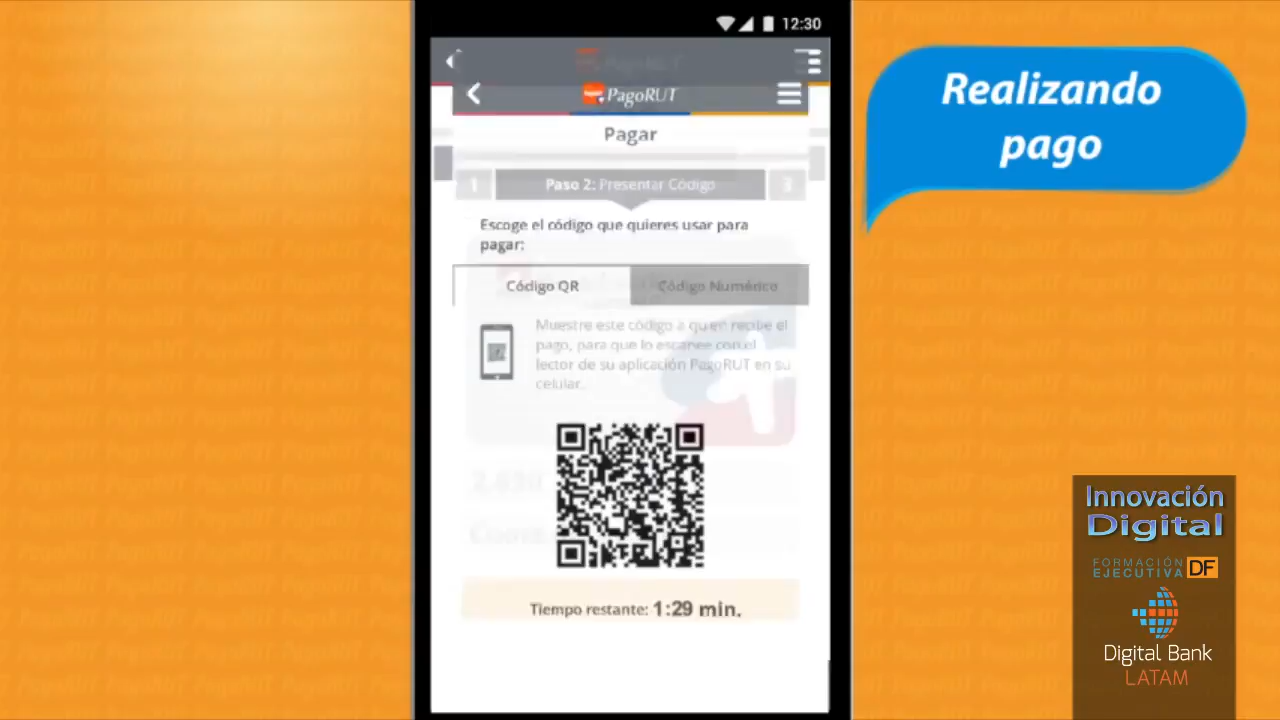 12:30
PagoRUT
Pagar
1
Paso 2: Presentar Código
3
Escoge el código que quieres usar para
pagar:
Código QR
Código Numérico
Muestre este código a quien recibe el
pago, para que lo escanee con el
lector de su aplicación PagoRUT en su
celular.
Tiempo restante: 1:29 min.
Realizando
pago
Innovación
Digital
FORMACIÓN
EJECUTIVA DF
Digital Bank
LATAM